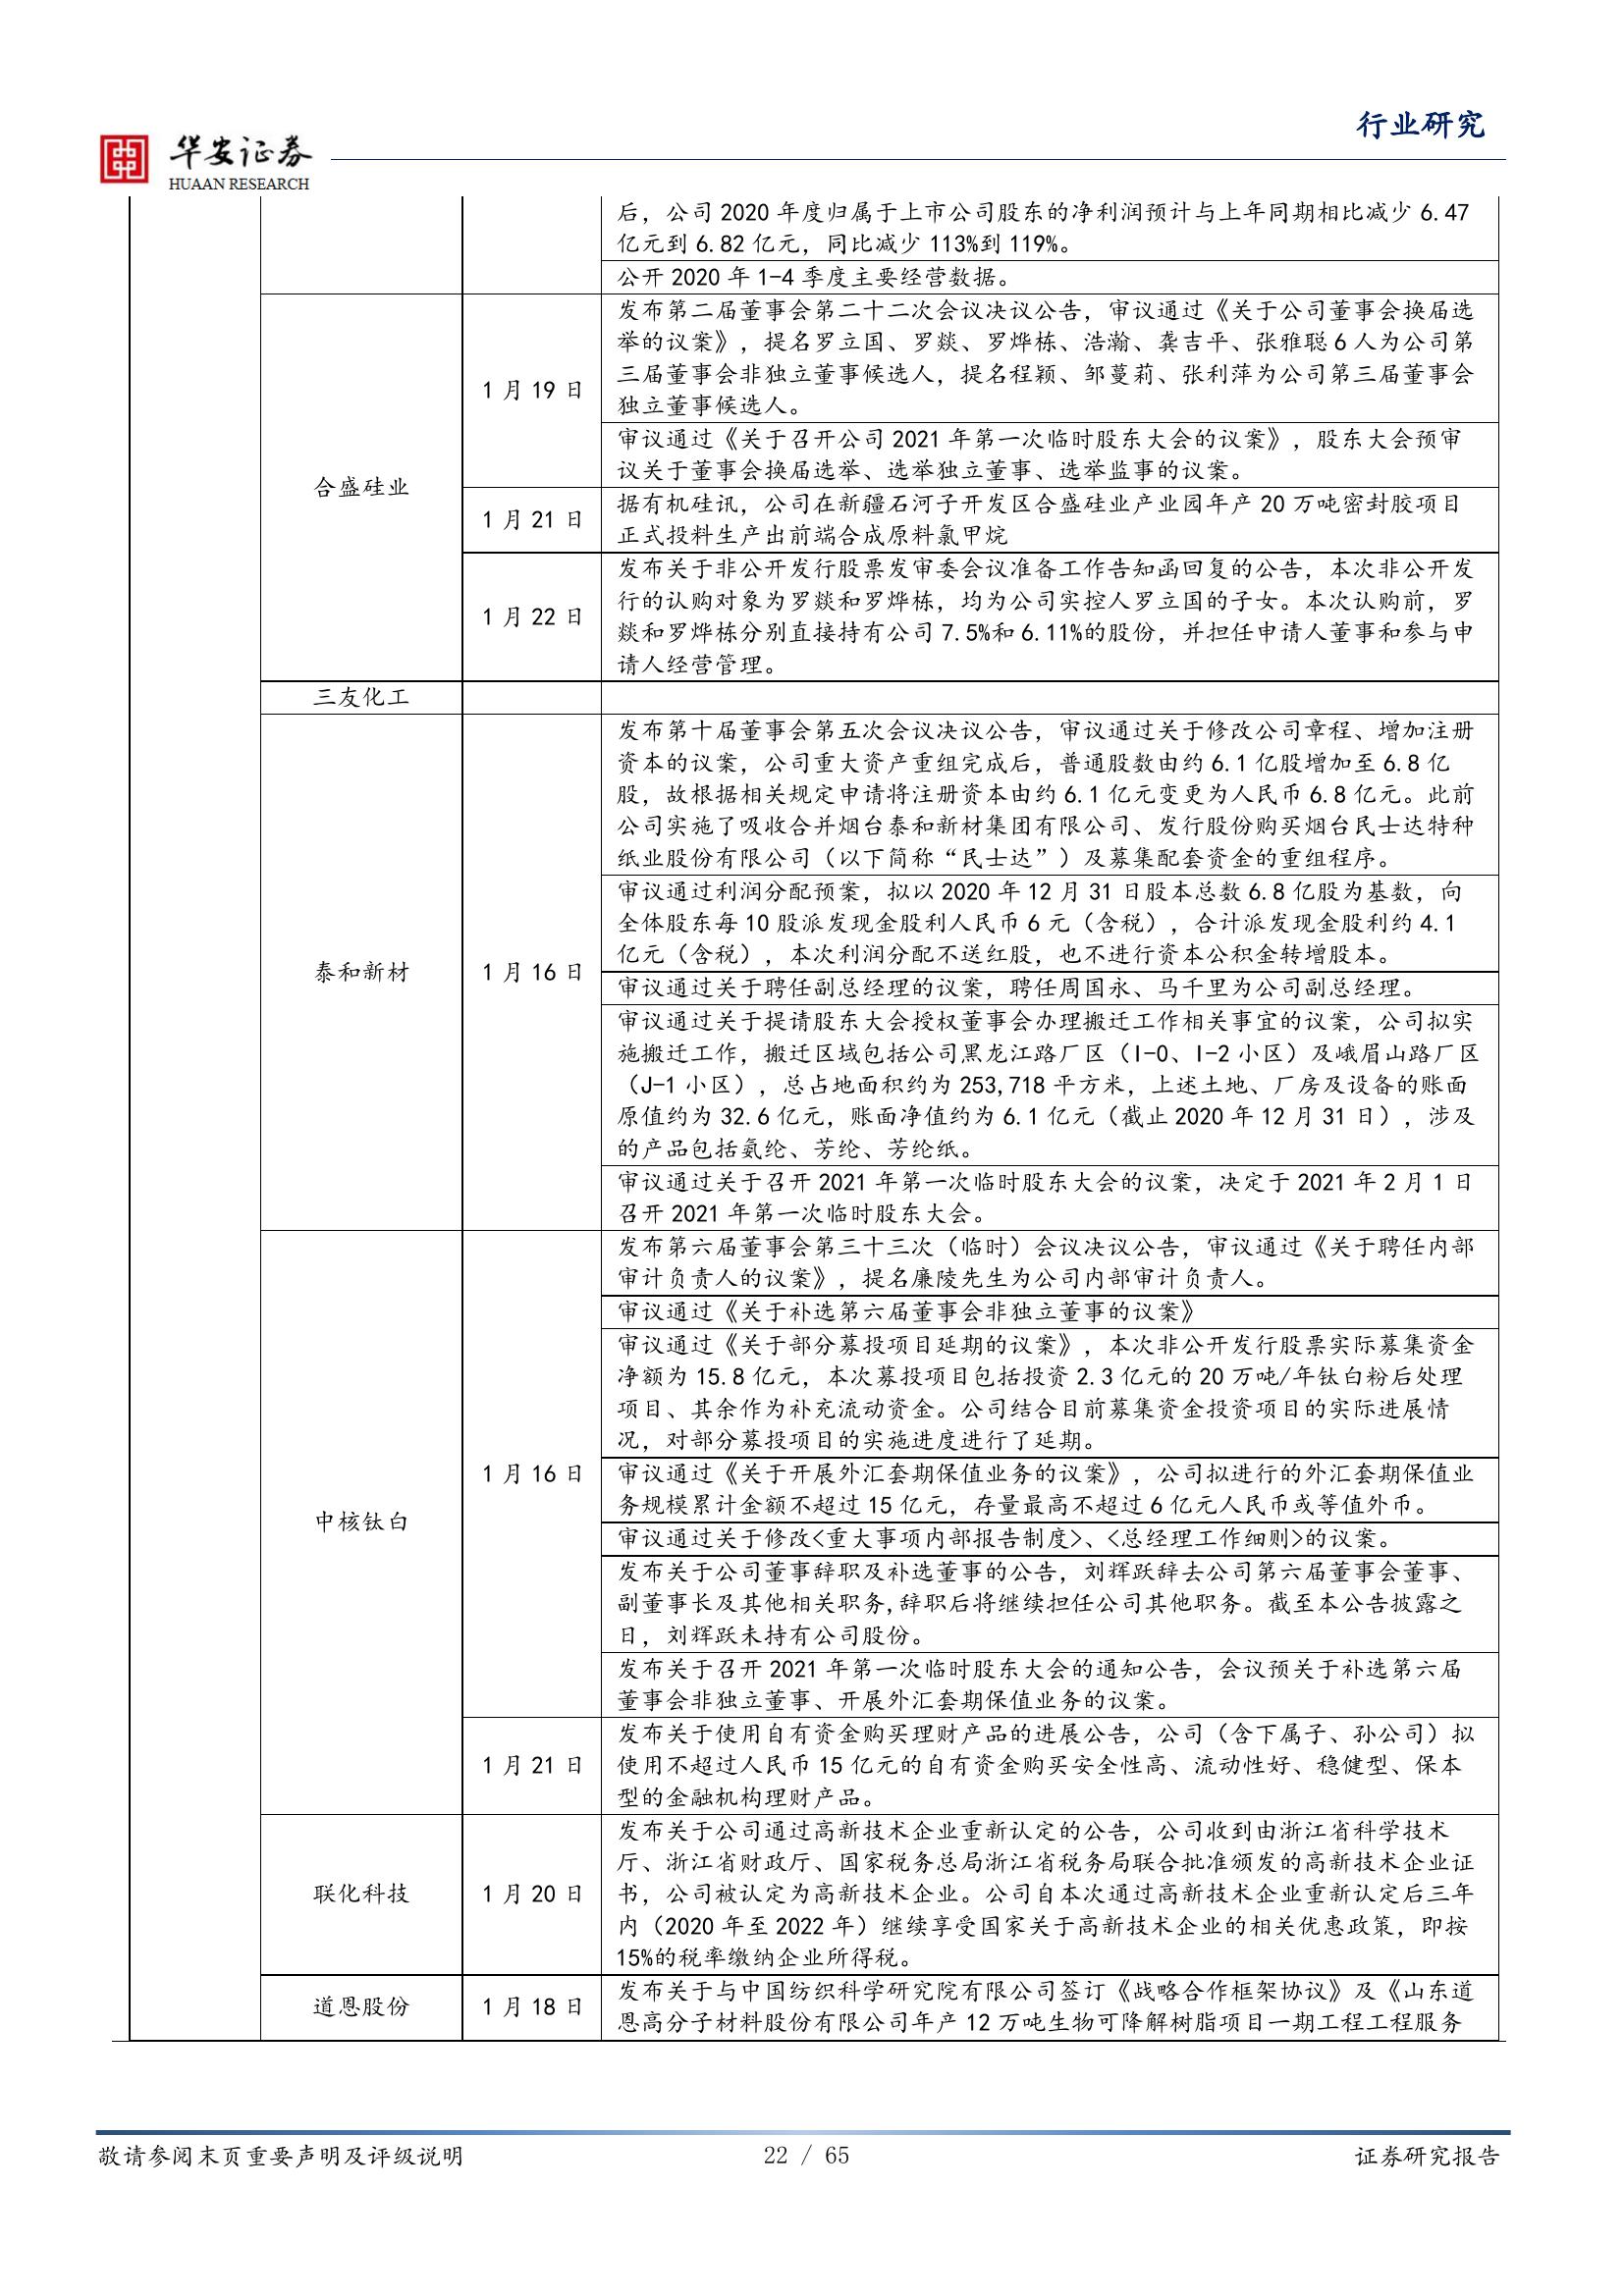 行业研究
华安证券
HUAAN RESEARCH
后，公司 2020 年度归属于上市公司股东的净利润预计与上年同期相比减少 6.47
亿元到 6.82 亿元，同比减少 113%到 119%。
公开 2020 年 1-4 季度主要经营数据。
合盛硅业
1 月 19 日
发布第二届董事会第二十二次会议决议公告，审议通过《关于公司董事会换届选
举的议案》，提名罗立国、罗燚、罗烨栋、浩瀚、龚吉平、张雅聪 6 人为公司第
三届董事会非独立董事候选人，提名程颖、邹蔓莉、张利萍为公司第三届董事会
独立董事候选人。
审议通过《关于召开公司 2021 年第一次临时股东大会的议案》，股东大会预审
议关于董事会换届选举、选举独立董事、选举监事的议案。
1 月 21 日
据有机硅讯，公司在新疆石河子开发区合盛硅业产业园年产 20 万吨密封胶项目
正式投料生产出前端合成原料氯甲烷
1 月 22 日
发布关于非公开发行股票发审委会议准备工作告知函回复的公告，本次非公开发
行的认购对象为罗燚和罗烨栋，均为公司实控人罗立国的子女。本次认购前，罗
燚和罗烨栋分别直接持有公司 7.5%和 6.11%的股份，并担任申请人董事和参与申
请人经营管理。
三友化工
泰和新材
1 月 16 日
发布第十届董事会第五次会议决议公告，审议通过关于修改公司章程、增加注册
资本的议案，公司重大资产重组完成后，普通股数由约 6.1 亿股增加至 6.8 亿
股，故根据相关规定申请将注册资本由约 6.1 亿元变更为人民币 6.8 亿元。此前
公司实施了吸收合并烟台泰和新材集团有限公司、发行股份购买烟台民士达特种
纸业股份有限公司（以下简称“民士达”）及募集配套资金的重组程序。
审议通过利润分配预案，拟以 2020 年 12 月 31 日股本总数 6.8 亿股为基数，向
全体股东每 10 股派发现金股利人民币 6 元（含税），合计派发现金股利约 4.1
亿元（含税），本次利润分配不送红股，也不进行资本公积金转增股本。
审议通过关于聘任副总经理的议案，聘任周国永、马千里为公司副总经理。
审议通过关于提请股东大会授权董事会办理搬迁工作相关事宜的议案，公司拟实
施搬迁工作，搬迁区域包括公司黑龙江路厂区（I-0、I-2 小区）及峨眉山路厂区
（J-1 小区），总占地面积约为 253,718 平方米，上述土地、厂房及设备的账面
原值约为 32.6 亿元，账面净值约为 6.1 亿元（截止 2020 年 12 月 31 日），涉及
的产品包括氨纶、芳纶、芳纶纸。
审议通过关于召开 2021 年第一次临时股东大会的议案，决定于 2021 年 2 月 1 日
召开 2021 年第一次临时股东大会。
中核钛白
1 月 16 日
发布第六届董事会第三十三次（临时）会议决议公告，审议通过《关于聘任内部
审计负责人的议案》，提名廉陵先生为公司内部审计负责人。
审议通过《关于补选第六届董事会非独立董事的议案》
审议通过《关于部分募投项目延期的议案》，本次非公开发行股票实际募集资金
净额为 15.8 亿元，本次募投项目包括投资 2.3 亿元的 20 万吨/年钛白粉后处理
项目、其余作为补充流动资金。公司结合目前募集资金投资项目的实际进展情
况，对部分募投项目的实施进度进行了延期。
审议通过《关于开展外汇套期保值业务的议案》，公司拟进行的外汇套期保值业
务规模累计金额不超过 15 亿元，存量最高不超过 6 亿元人民币或等值外币。
审议通过关于修改<重大事项内部报告制度>、<总经理工作细则>的议案。
发布关于公司董事辞职及补选董事的公告，刘辉跃辞去公司第六届董事会董事、
副董事长及其他相关职务,辞职后将继续担任公司其他职务。截至本公告披露之
日，刘辉跃未持有公司股份。
发布关于召开 2021 年第一次临时股东大会的通知公告，会议预关于补选第六届
董事会非独立董事、开展外汇套期保值业务的议案。
1 月 21 日
发布关于使用自有资金购买理财产品的进展公告，公司（含下属子、孙公司）拟
使用不超过人民币 15 亿元的自有资金购买安全性高、流动性好、稳健型、保本
型的金融机构理财产品。
联化科技
1 月 20 日
发布关于公司通过高新技术企业重新认定的公告，公司收到由浙江省科学技术
厅、浙江省财政厅、国家税务总局浙江省税务局联合批准颁发的高新技术企业证
书，公司被认定为高新技术企业。公司自本次通过高新技术企业重新认定后三年
内（2020 年至 2022 年）继续享受国家关于高新技术企业的相关优惠政策，即按
15%的税率缴纳企业所得税。
道恩股份
1 月 18 日
发布关于与中国纺织科学研究院有限公司签订《战略合作框架协议》及《山东道
恩高分子材料股份有限公司年产 12 万吨生物可降解树脂项目一期工程工程服务
敬请参阅末页重要声明及评级说明
22 / 65
证券研究报告